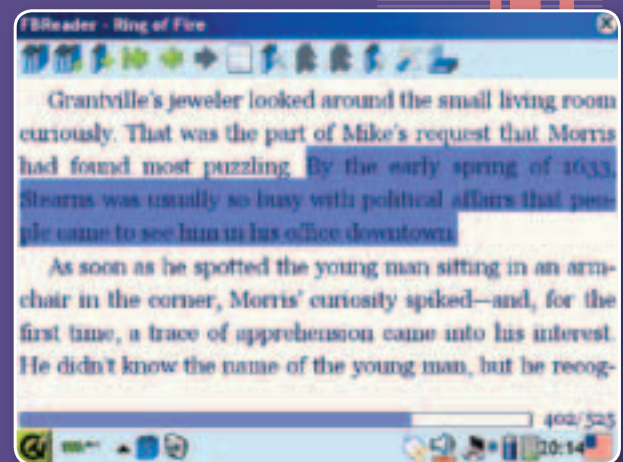 FBReader - Ring of Fire
Grantville's jeweler looked around the small living room
curiously. That was the part of Mike's request that Morris
had found most puzzling. By the early spring of 1633,
Stearns was usually so busy with political affairs that peo-
ple came to see him in his office downtown.
As soon as he spotted the young man sitting in an arm-
chair in the corner, Morris' curiosity spiked—and, for the
first time, a trace of apprehension came into his interest.
He didn't know the name of the young man, but he recog-
402/525
20:14